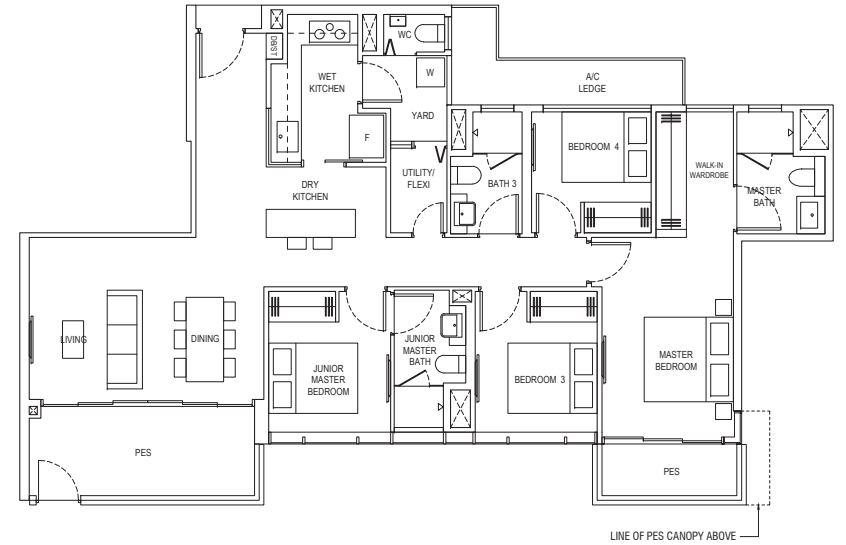 WC
DBST
WET
KITCHEN
W
A/C
LEDGE
YARD
F
BEDROOM 4
UTILITY/
FLEXI
BATH 3
WALK-IN
WARDROBE
DRY
KITCHEN
MASTER
BATH
LIVING
DINING
JUNIOR
MASTER
BATH
JUNIOR
MASTER
BEDROOM
BEDROOM 3
MASTER
BEDROOM
PES
PES
LINE OF PES CANOPY ABOVE